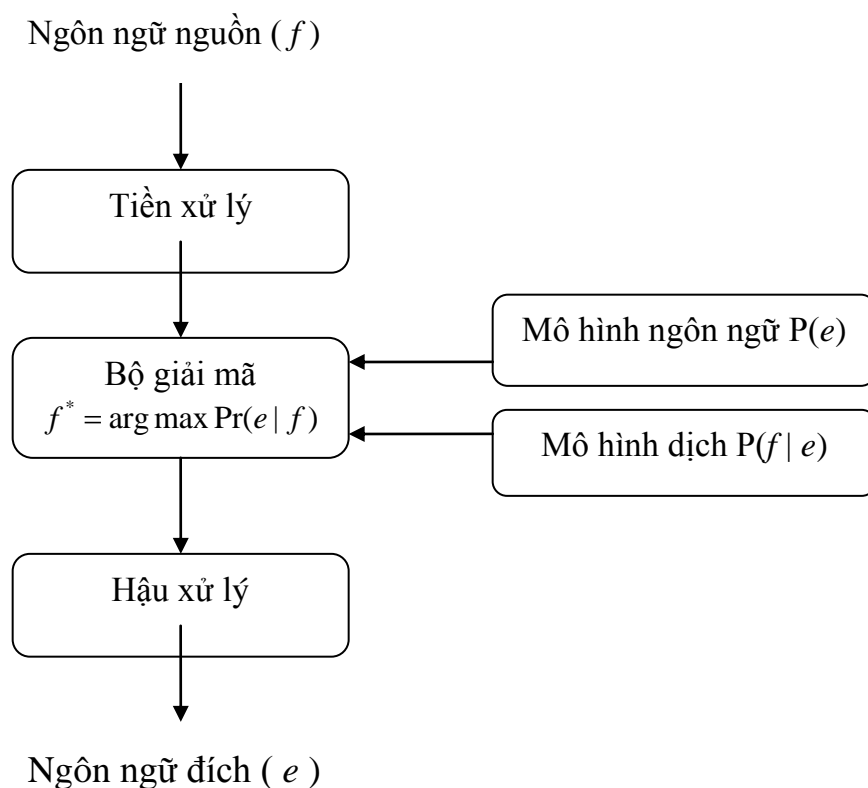 Ngôn ngữ nguồn ( f )
Tiền xử lý
Bộ giải mã
f* = arg max Pr(e | f)
Mô hình ngôn ngữ P(e)
Mô hình dịch P(f | e)
Hậu xử lý
Ngôn ngữ đích ( e )